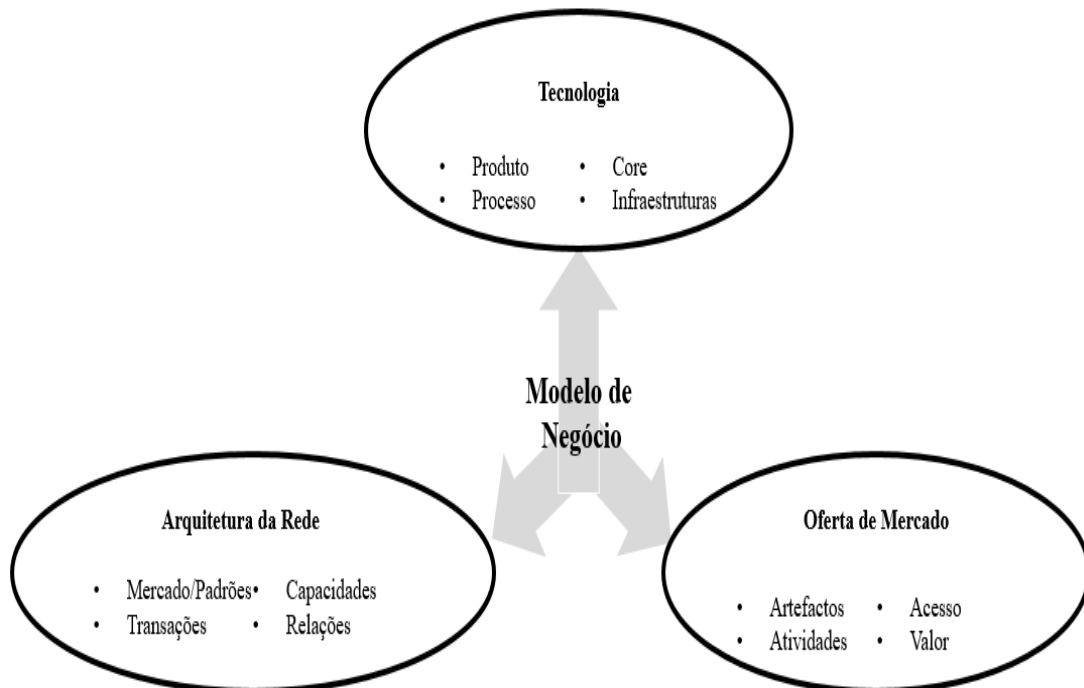 Tecnologia
• Produto • Core
• Processo • Infraestruturas
Modelo de
Negócio
Arquitetura da Rede
• Mercado/Padrões • Capacidades
• Transações • Relações
Oferta de Mercado
• Artefactos • Acesso
• Atividades • Valor